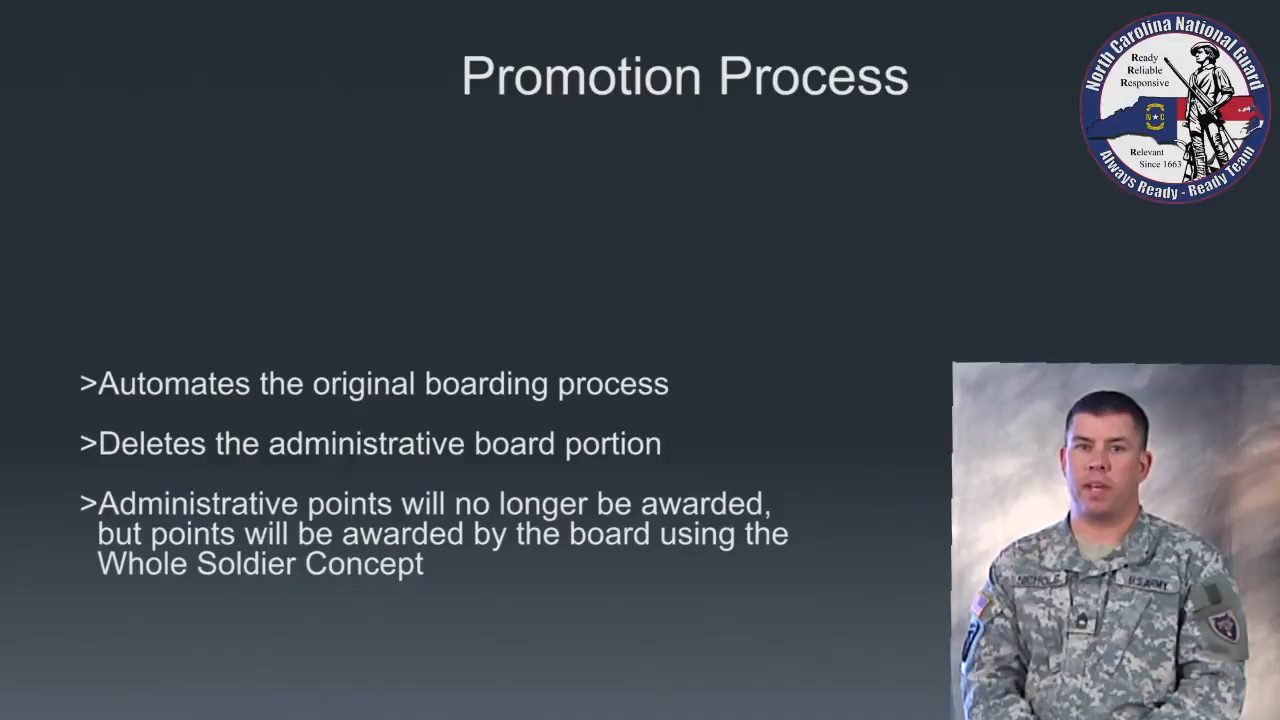 Promotion Process
North Carolina National Guard
Ready
Reliable
Responsive
N C
Relevant
Since 1663
Always Ready - Ready Team
>Automates the original boarding process
>Deletes the administrative board portion
>Administrative points will no longer be awarded,
but points will be awarded by the board using the
Whole Soldier Concept
U.S. ARMY